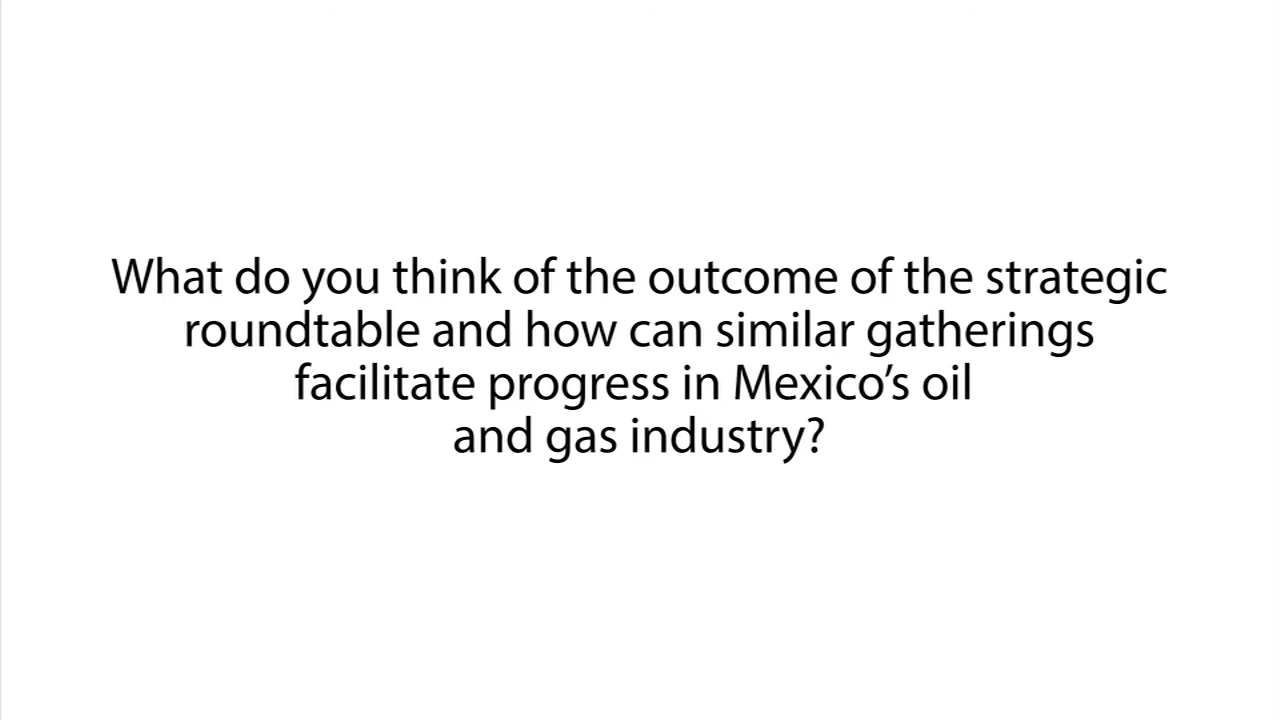 What do you think of the outcome of the strategic
roundtable and how can similar gatherings
facilitate progress in Mexico’s oil
and gas industry?